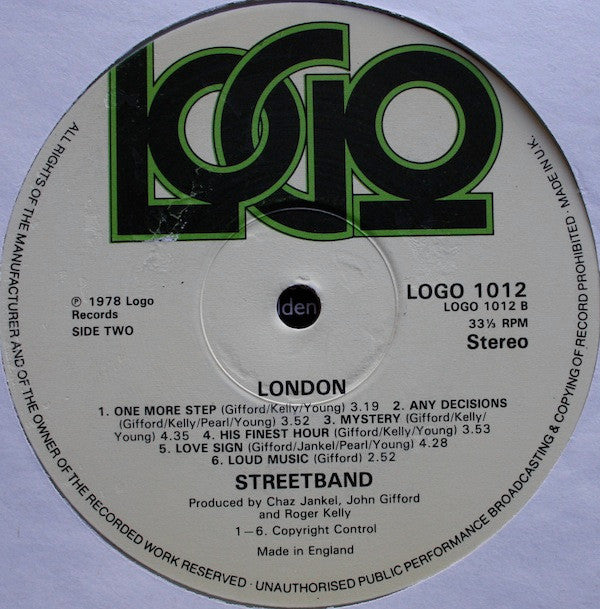 LOGO
ALL RIGHTS OF THE MANUFACTURER AND OF THE OWNER OF THE RECORDED WORK RESERVED · UNAUTHORISED PUBLIC PERFORMANCE BROADCASTING & COPYING OF RECORD PROHIBITED · MADE IN U.K.
℗ 1978 Logo
Records
SIDE TWO
lden
LOGO 1012
LOGO 1012 B
33⅓ RPM
Stereo
LONDON
1. ONE MORE STEP (Gifford/Kelly/Young) 3.19 2. ANY DECISIONS
(Gifford/Kelly/Pearl/Young) 3.52 3. MYSTERY (Gifford/Kelly/
Young) 4.35 4. HIS FINEST HOUR (Gifford/Kelly/Young) 3.53
5. LOVE SIGN (Gifford/Jankel/Pearl/Young) 4.28
6. LOUD MUSIC (Gifford) 2.52
STREETBAND
Produced by Chaz Jankel, John Gifford
and Roger Kelly
1–6. Copyright Control
Made in England